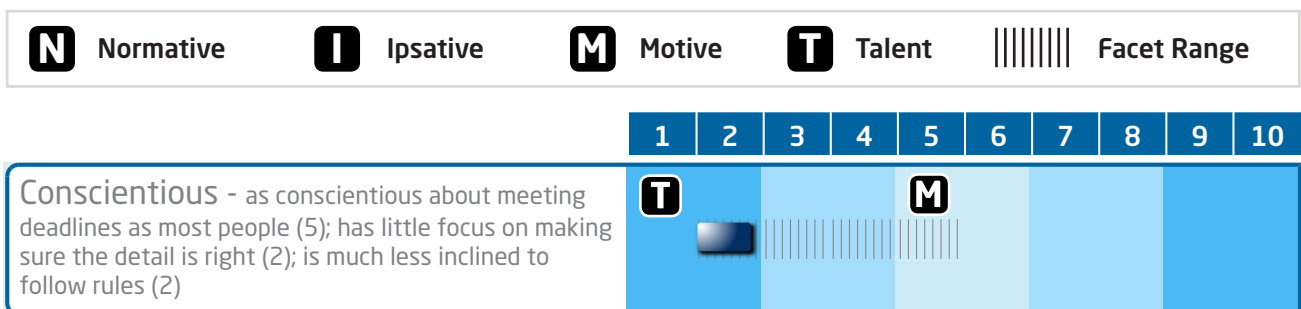 N Normative I Ipsative M Motive T Talent Facet Range
1 2 3 4 5 6 7 8 9 10
Conscientious - as conscientious about meeting
deadlines as most people (5); has little focus on making
sure the detail is right (2); is much less inclined to
follow rules (2)
T M